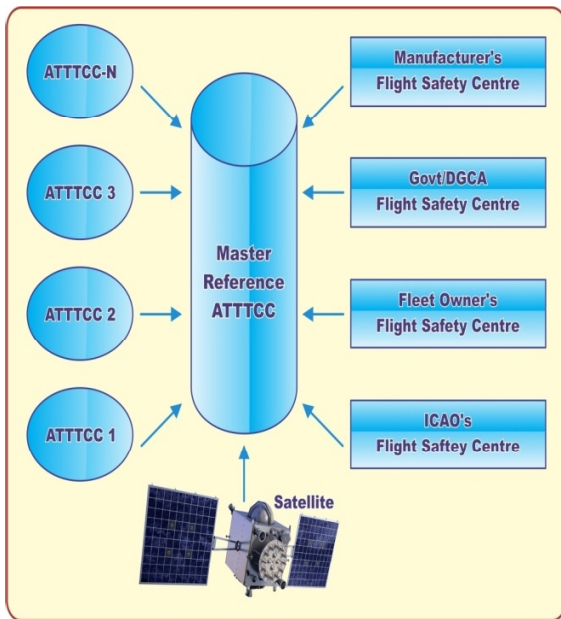 ATTTCC-N
Manufacturer's
Flight Safety Centre
ATTTCC 3
Govt/DGCA
Flight Safety Centre
Master
Reference
ATTTCC
ATTTCC 2
Fleet Owner's
Flight Safety Centre
ATTTCC 1
ICAO's
Flight Saftey Centre
Satellite